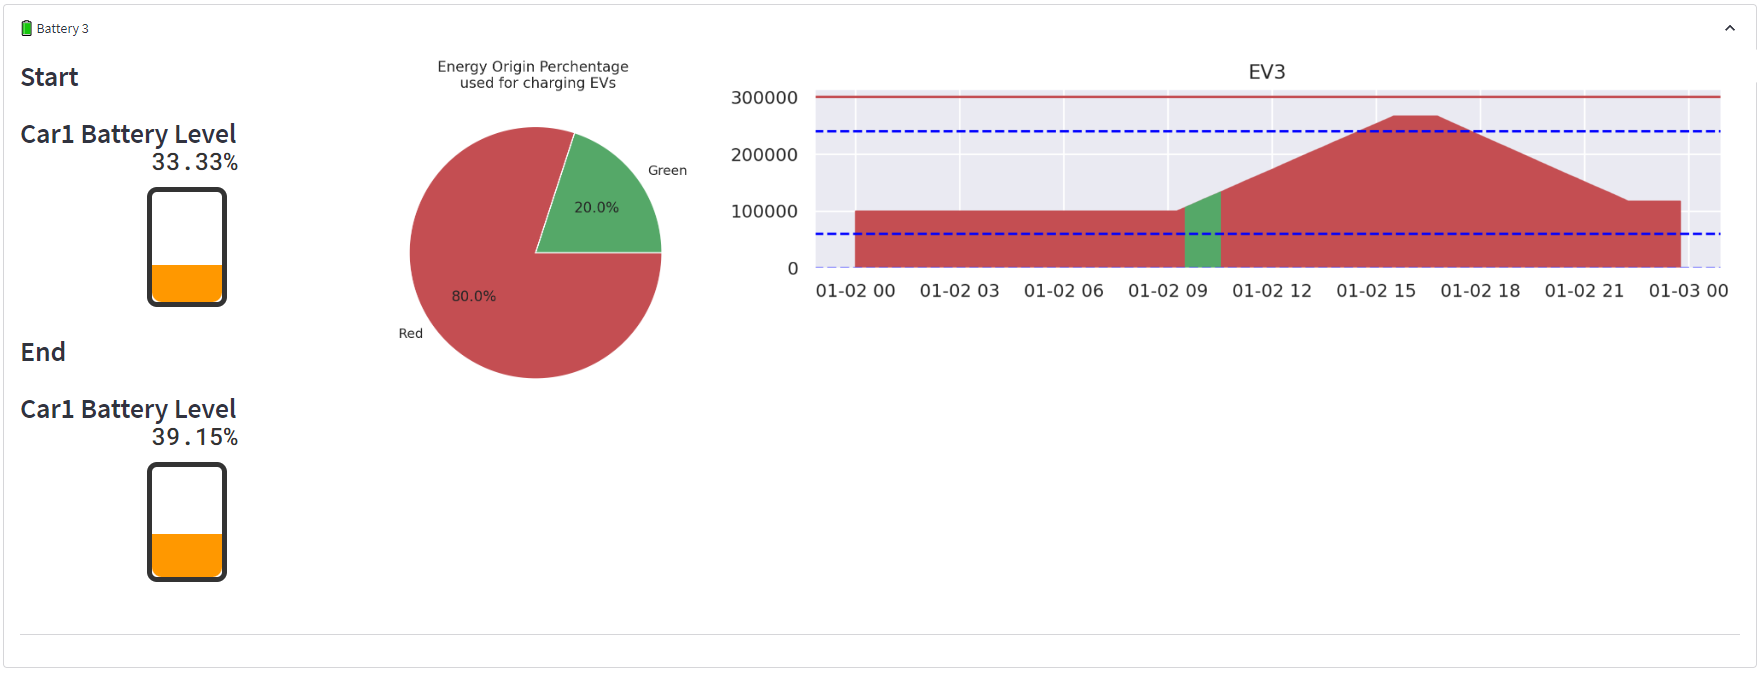 Battery 3
Start
Car1 Battery Level
33.33%
End
Car1 Battery Level
39.15%
Energy Origin Perchentage
used for charging EVs
Green
20.0%
80.0%
Red
EV3
300000
200000
100000
0
01-02 00 01-02 03 01-02 06 01-02 09 01-02 12 01-02 15 01-02 18 01-02 21 01-03 00